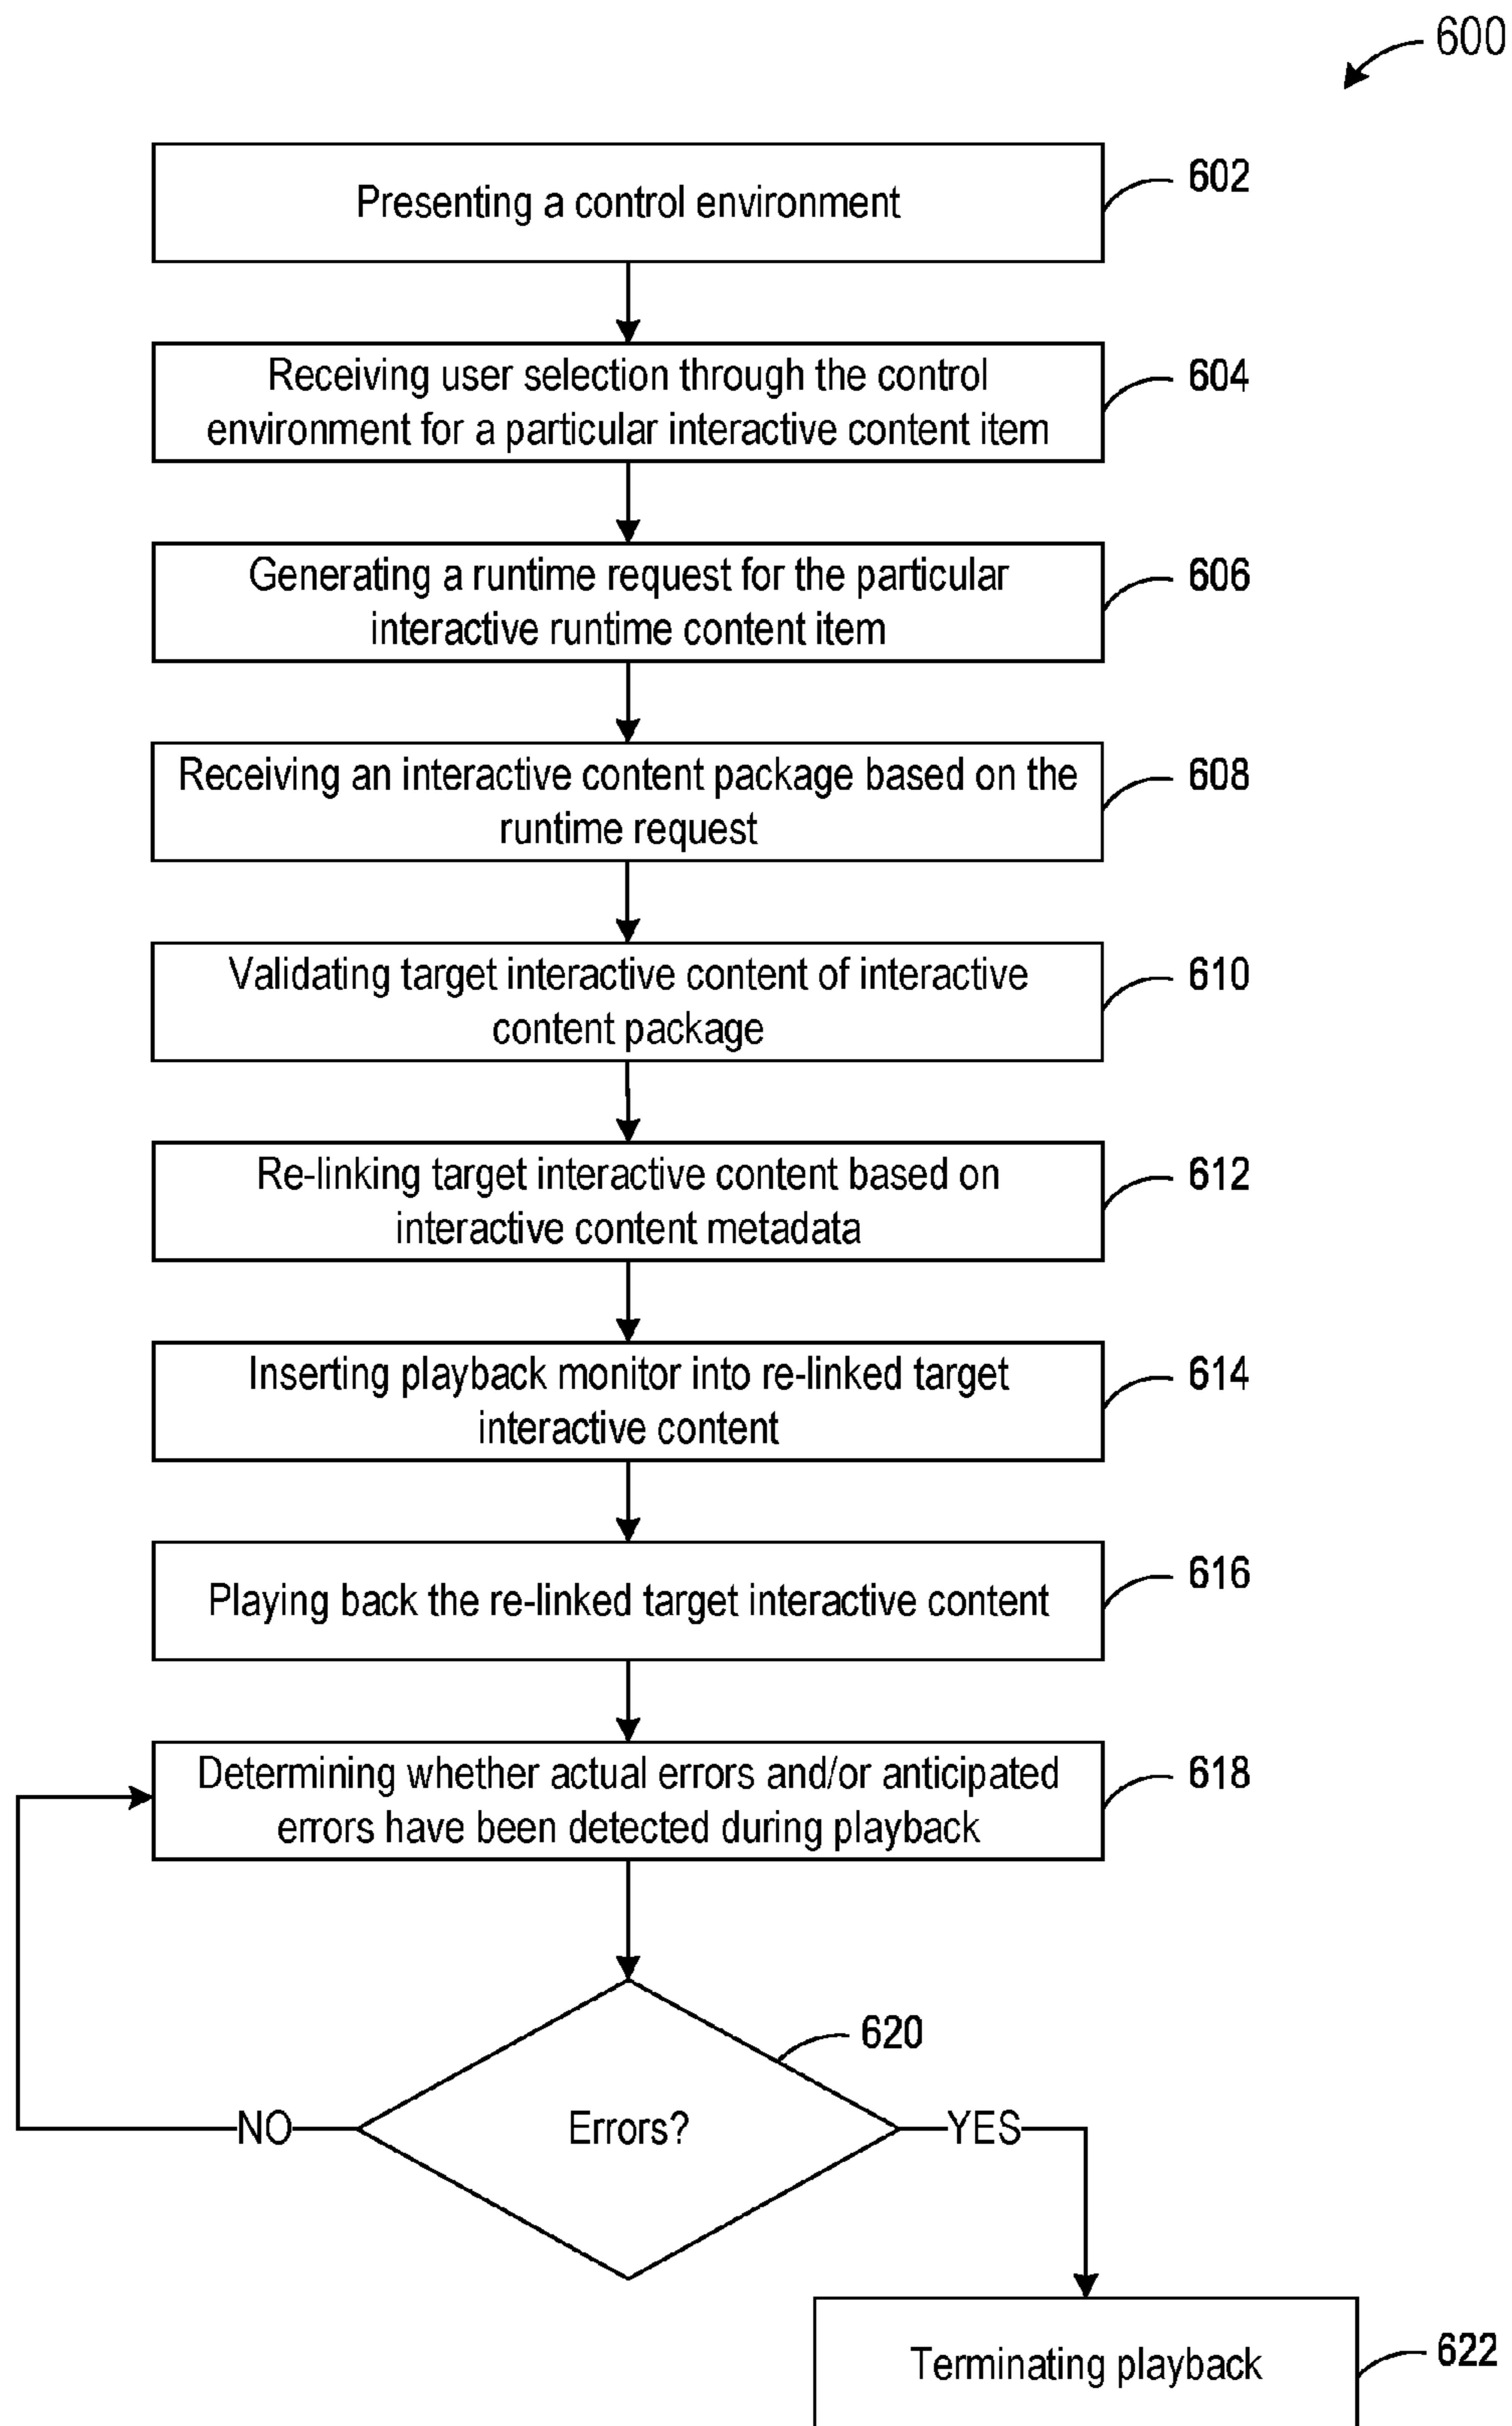 600
Presenting a control environment
602
Receiving user selection through the control
environment for a particular interactive content item
604
Generating a runtime request for the particular
interactive runtime content item
606
Receiving an interactive content package based on the
runtime request
608
Validating target interactive content of interactive
content package
610
Re-linking target interactive content based on
interactive content metadata
612
Inserting playback monitor into re-linked target
interactive content
614
Playing back the re-linked target interactive content
616
Determining whether actual errors and/or anticipated
errors have been detected during playback
618
620
NO
Errors?
YES
Terminating playback
622